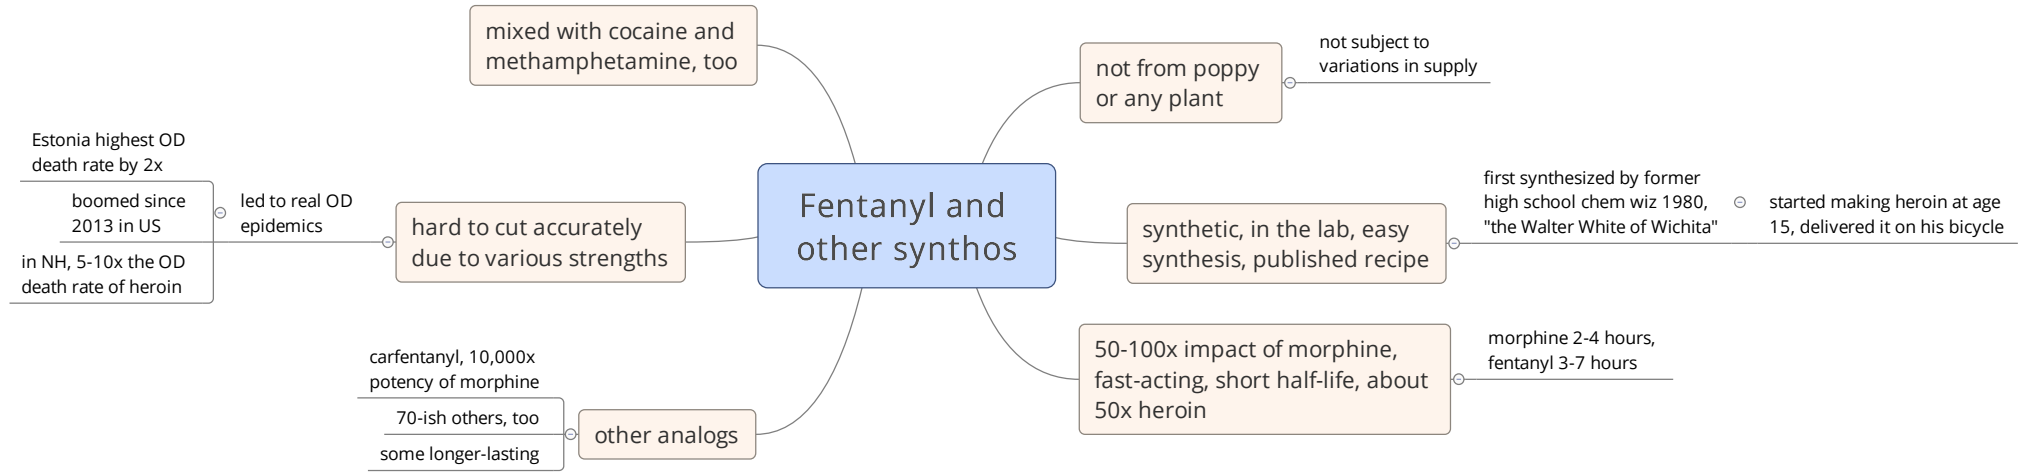 Fentanyl and
other synthos
not from poppy
or any plant
not subject to
variations in supply
synthetic, in the lab, easy
synthesis, published recipe
first synthesized by former
high school chem wiz 1980,
"the Walter White of Wichita"
started making heroin at age
15, delivered it on his bicycle
50-100x impact of morphine,
fast-acting, short half-life, about
50x heroin
morphine 2-4 hours,
fentanyl 3-7 hours
mixed with cocaine and
methamphetamine, too
hard to cut accurately
due to various strengths
led to real OD
epidemics
Estonia highest OD
death rate by 2x
boomed since
2013 in US
in NH, 5-10x the OD
death rate of heroin
other analogs
carfentanyl, 10,000x
potency of morphine
70-ish others, too
some longer-lasting